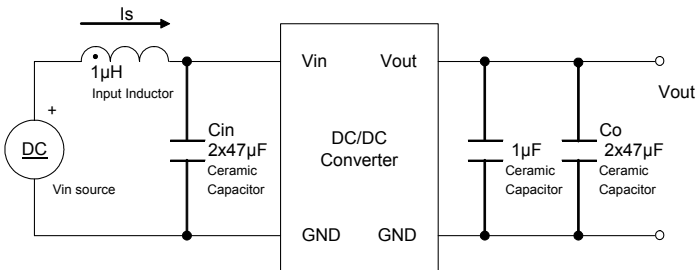 Is
1µH
Input Inductor
+
DC
Vin source
Cin
2x47µF
Ceramic
Capacitor
Vin
Vout
DC/DC
Converter
GND
GND
1µF
Ceramic
Capacitor
Co
2x47µF
Ceramic
Capacitor
Vout